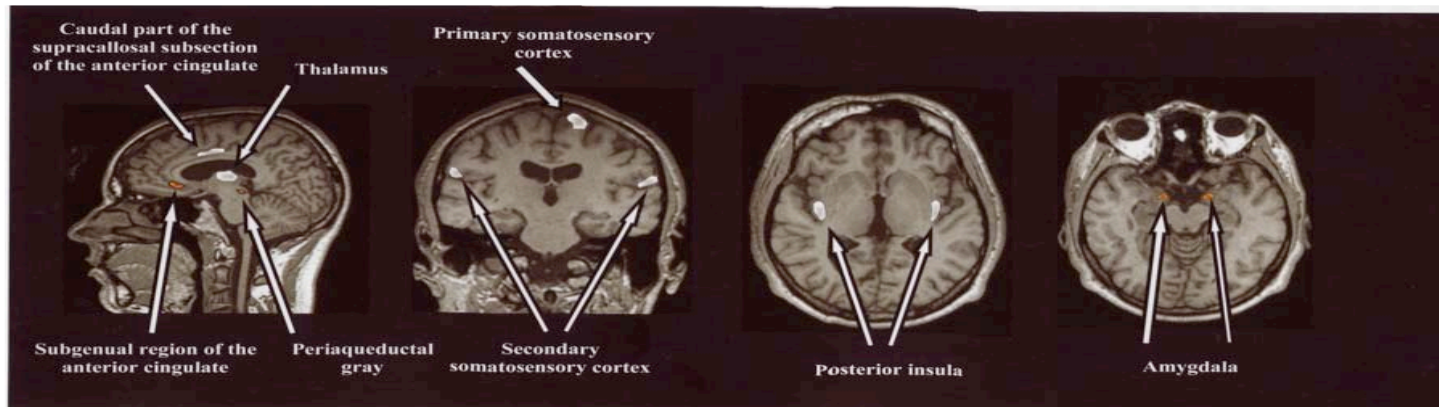 Caudal part of the
supracallosal subsection
of the anterior cingulate
Thalamus
Primary somatosensory
cortex
Subgenual region of the
anterior cingulate
Periaqueductal
gray
Secondary
somatosensory cortex
Posterior insula
Amygdala